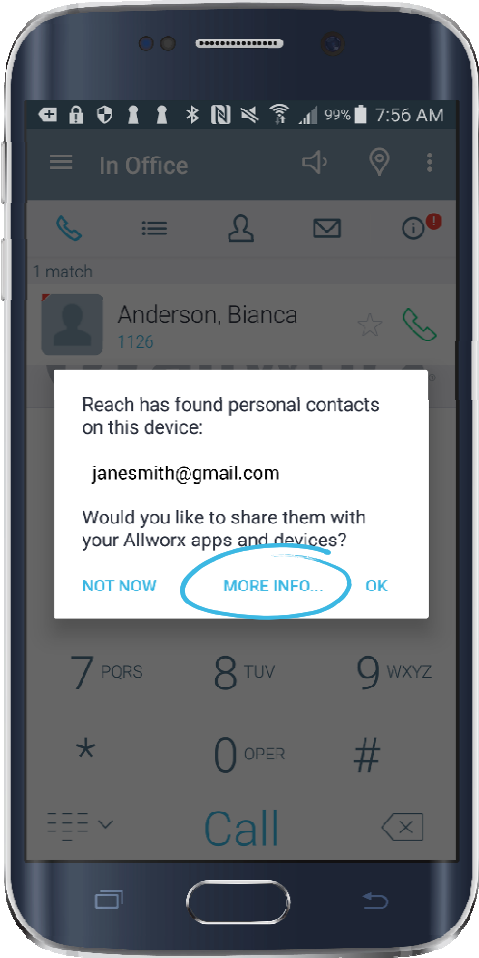 99% 7:56 AM
In Office
1 match
Anderson, Bianca
1126
Reach has found personal contacts
on this device:
janesmith@gmail.com
Would you like to share them with
your Allworx apps and devices?
NOT NOW MORE INFO... OK
7 PQRS 8 TUV 9 WXYZ
* 0 OPER #
Call